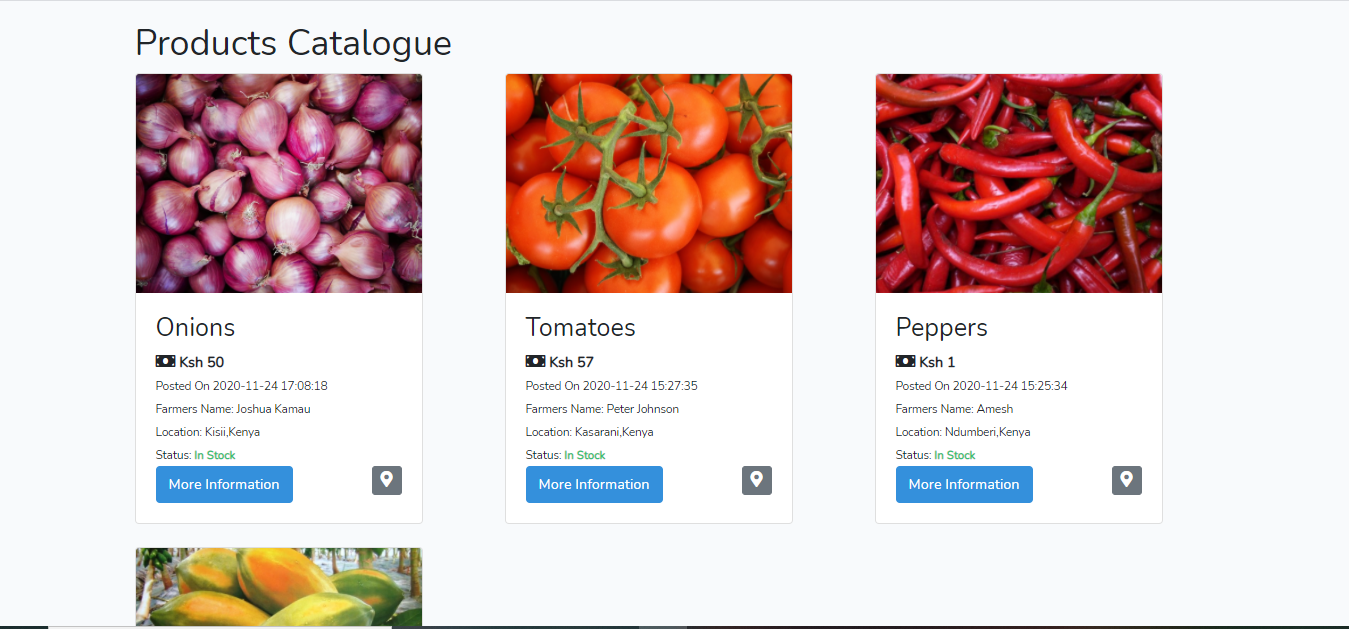 Products Catalogue
Onions
Ksh 50
Posted On 2020-11-24 17:08:18
Farmers Name: Joshua Kamau
Location: Kisii,Kenya
Status: In Stock
More Information
Tomatoes
Ksh 57
Posted On 2020-11-24 15:27:35
Farmers Name: Peter Johnson
Location: Kasarani,Kenya
Status: In Stock
More Information
Peppers
Ksh 1
Posted On 2020-11-24 15:25:34
Farmers Name: Amesh
Location: Ndumberi,Kenya
Status: In Stock
More Information